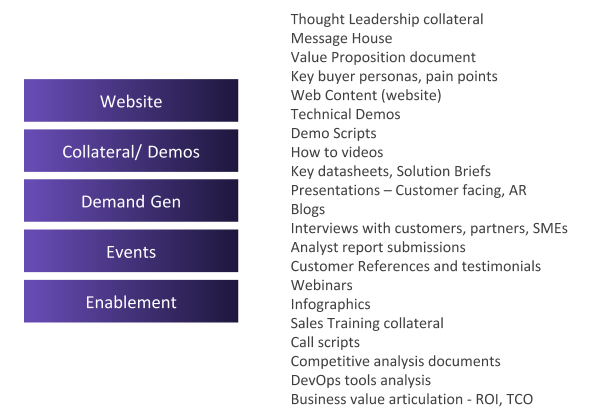 Website
Collateral/ Demos
Demand Gen
Events
Enablement
Thought Leadership collateral
Message House
Value Proposition document
Key buyer personas, pain points
Web Content (website)
Technical Demos
Demo Scripts
How to videos
Key datasheets, Solution Briefs
Presentations – Customer facing, AR
Blogs
Interviews with customers, partners, SMEs
Analyst report submissions
Customer References and testimonials
Webinars
Infographics
Sales Training collateral
Call scripts
Competitive analysis documents
DevOps tools analysis
Business value articulation - ROI, TCO